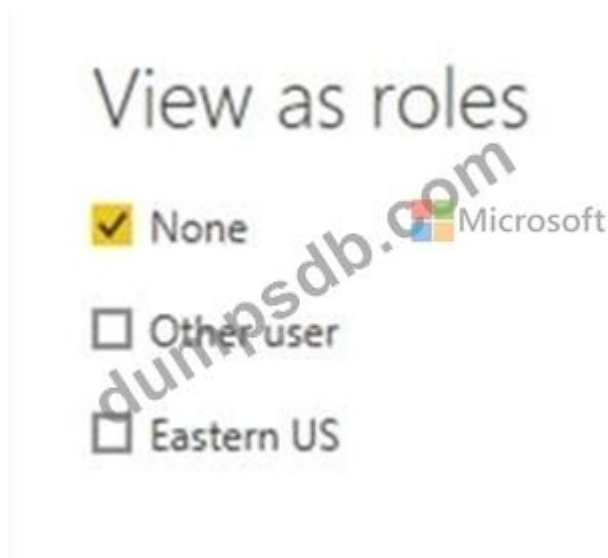 View as roles
None
Microsoft
Other user
Eastern US
dumpsdb.com